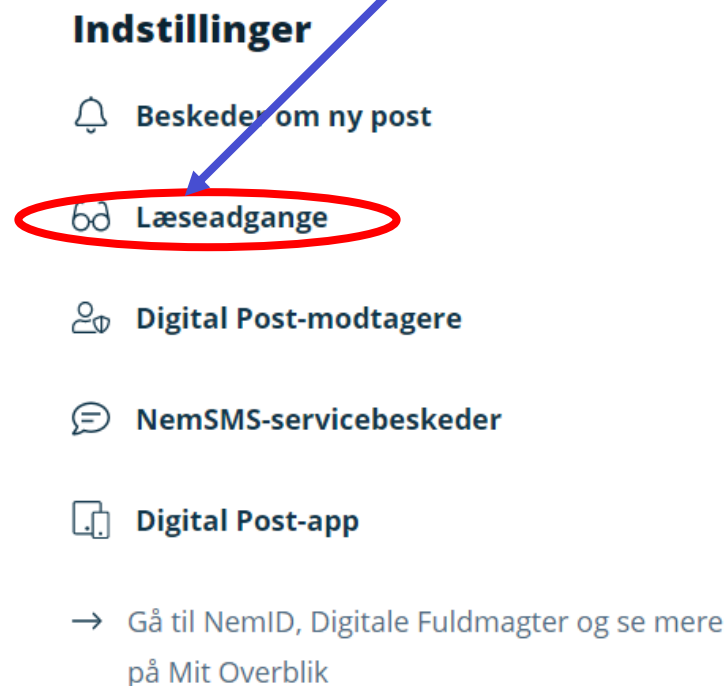 Indstillinger
Beskeder om ny post
Læseadgange
Digital Post-modtagere
NemSMS-servicebeskeder
Digital Post-app
Gå til NemID, Digitale Fuldmagter og se mere
på Mit Overblik